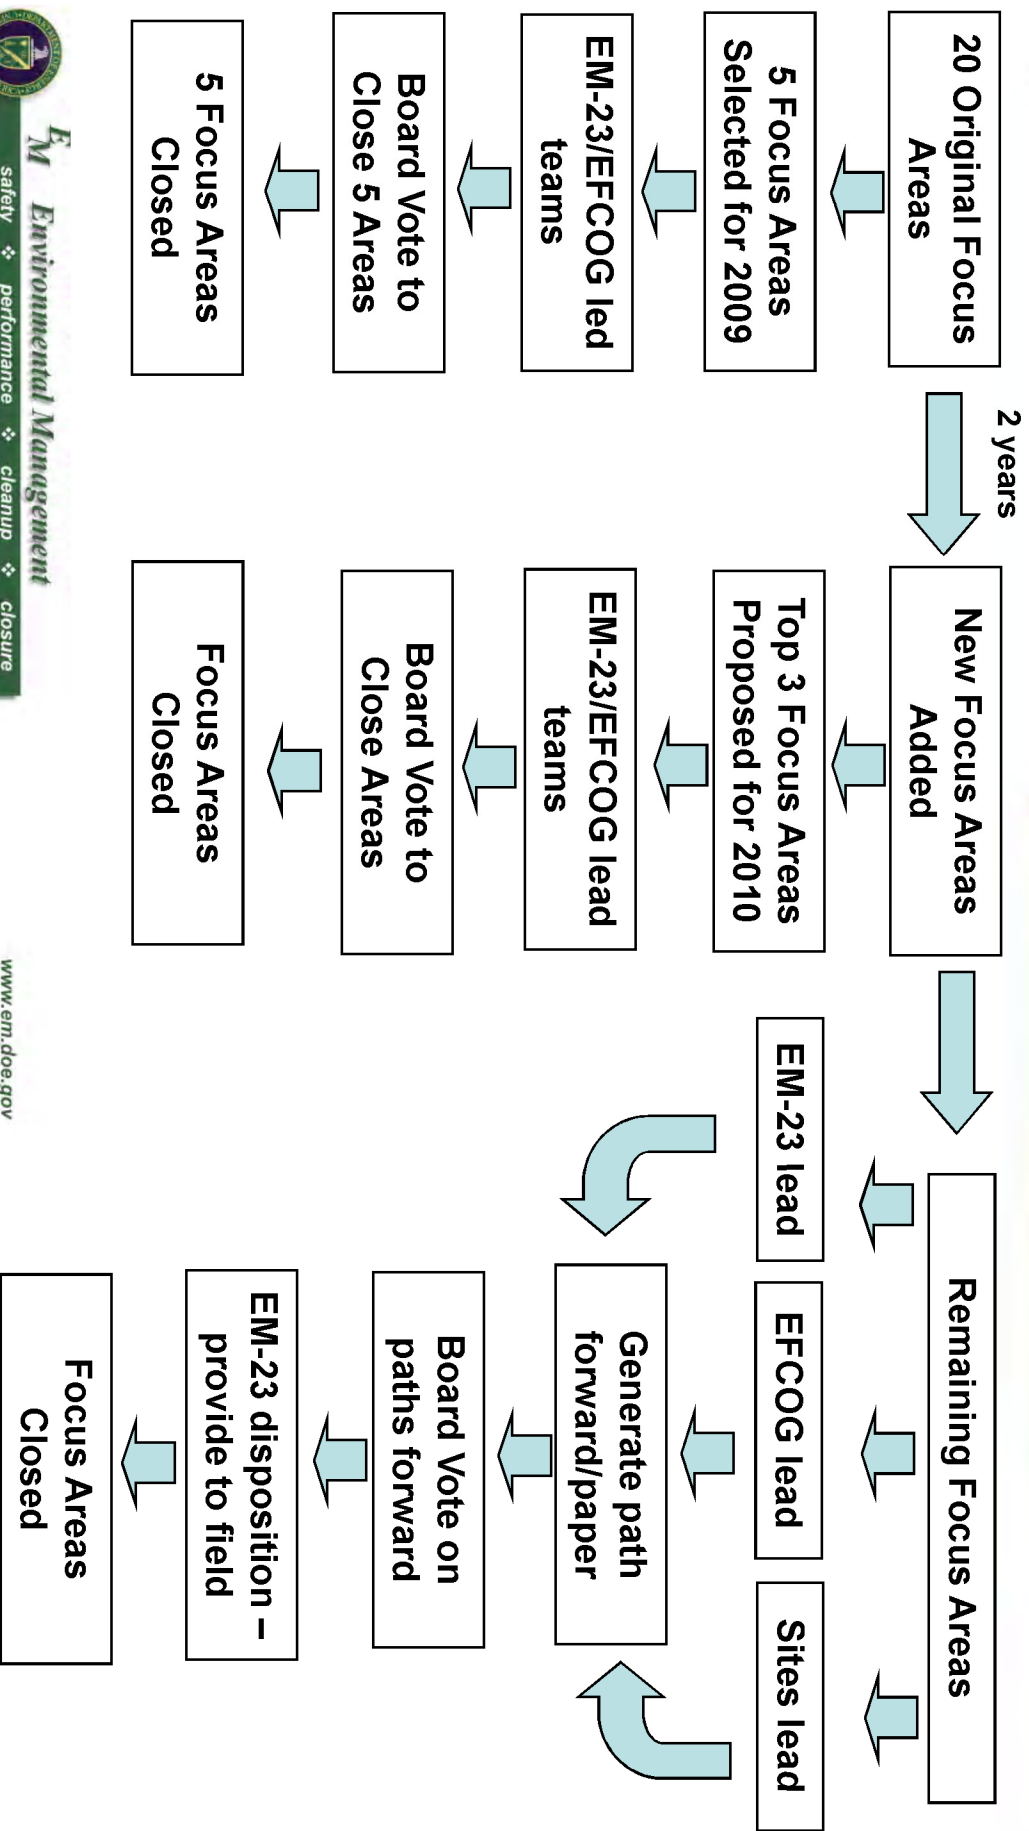 20 Original Focus
Areas
5 Focus Areas
Selected for 2009
EM-23/EFCOG led
teams
Board Vote to
Close 5 Areas
5 Focus Areas
Closed
2 years
New Focus Areas
Added
Top 3 Focus Areas
Proposed for 2010
EM-23/EFCOG lead
teams
Board Vote to
Close Areas
Focus Areas
Closed
Remaining Focus Areas
EM-23 lead
EFCOG lead
Sites lead
Generate path
forward/paper
Board Vote on
paths forward
EM-23 disposition –
provide to field
Focus Areas
Closed
EM Environmental Management
safety ❖ performance ❖ cleanup ❖ closure
www.em.doe.gov